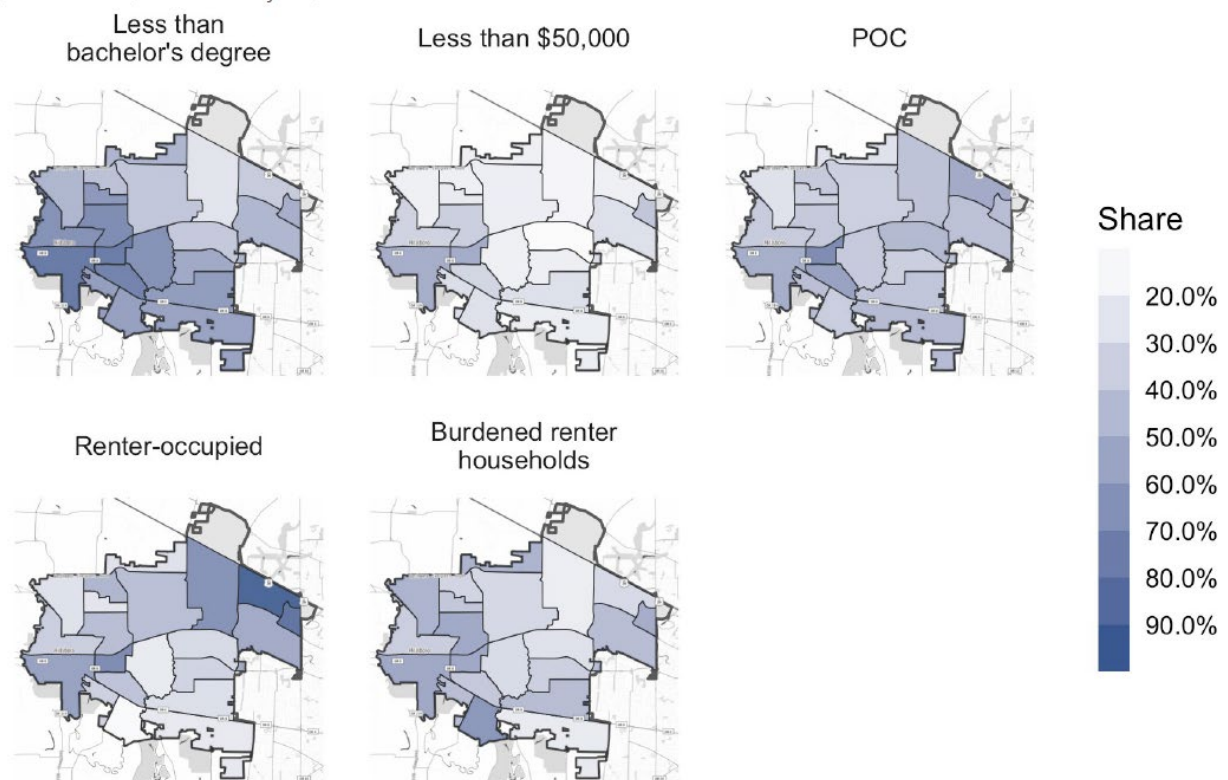 Less than
bachelor's degree
Less than $50,000
POC
Share
20.0%
30.0%
40.0%
50.0%
60.0%
70.0%
80.0%
90.0%
Renter-occupied
Burdened renter
households